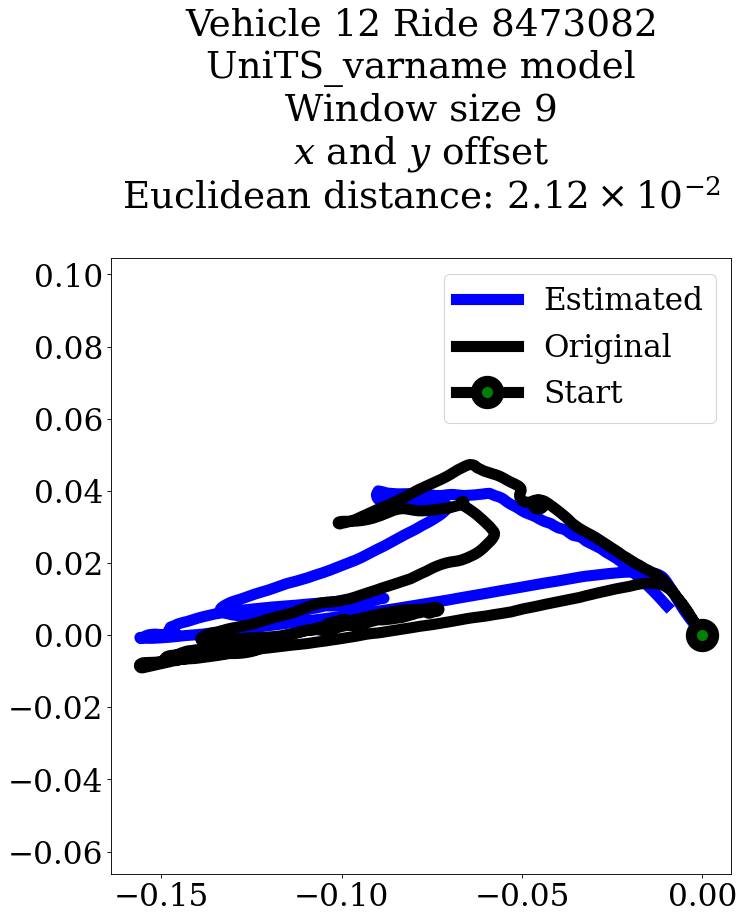 Vehicle 12 Ride 8473082
UniTS_varname model
Window size 9
x and y offset
Euclidean distance: 2.12 × 10⁻²
Estimated
Original
Start
0.10
0.08
0.06
0.04
0.02
0.00
−0.02
−0.04
−0.06
−0.15 −0.10 −0.05 0.00